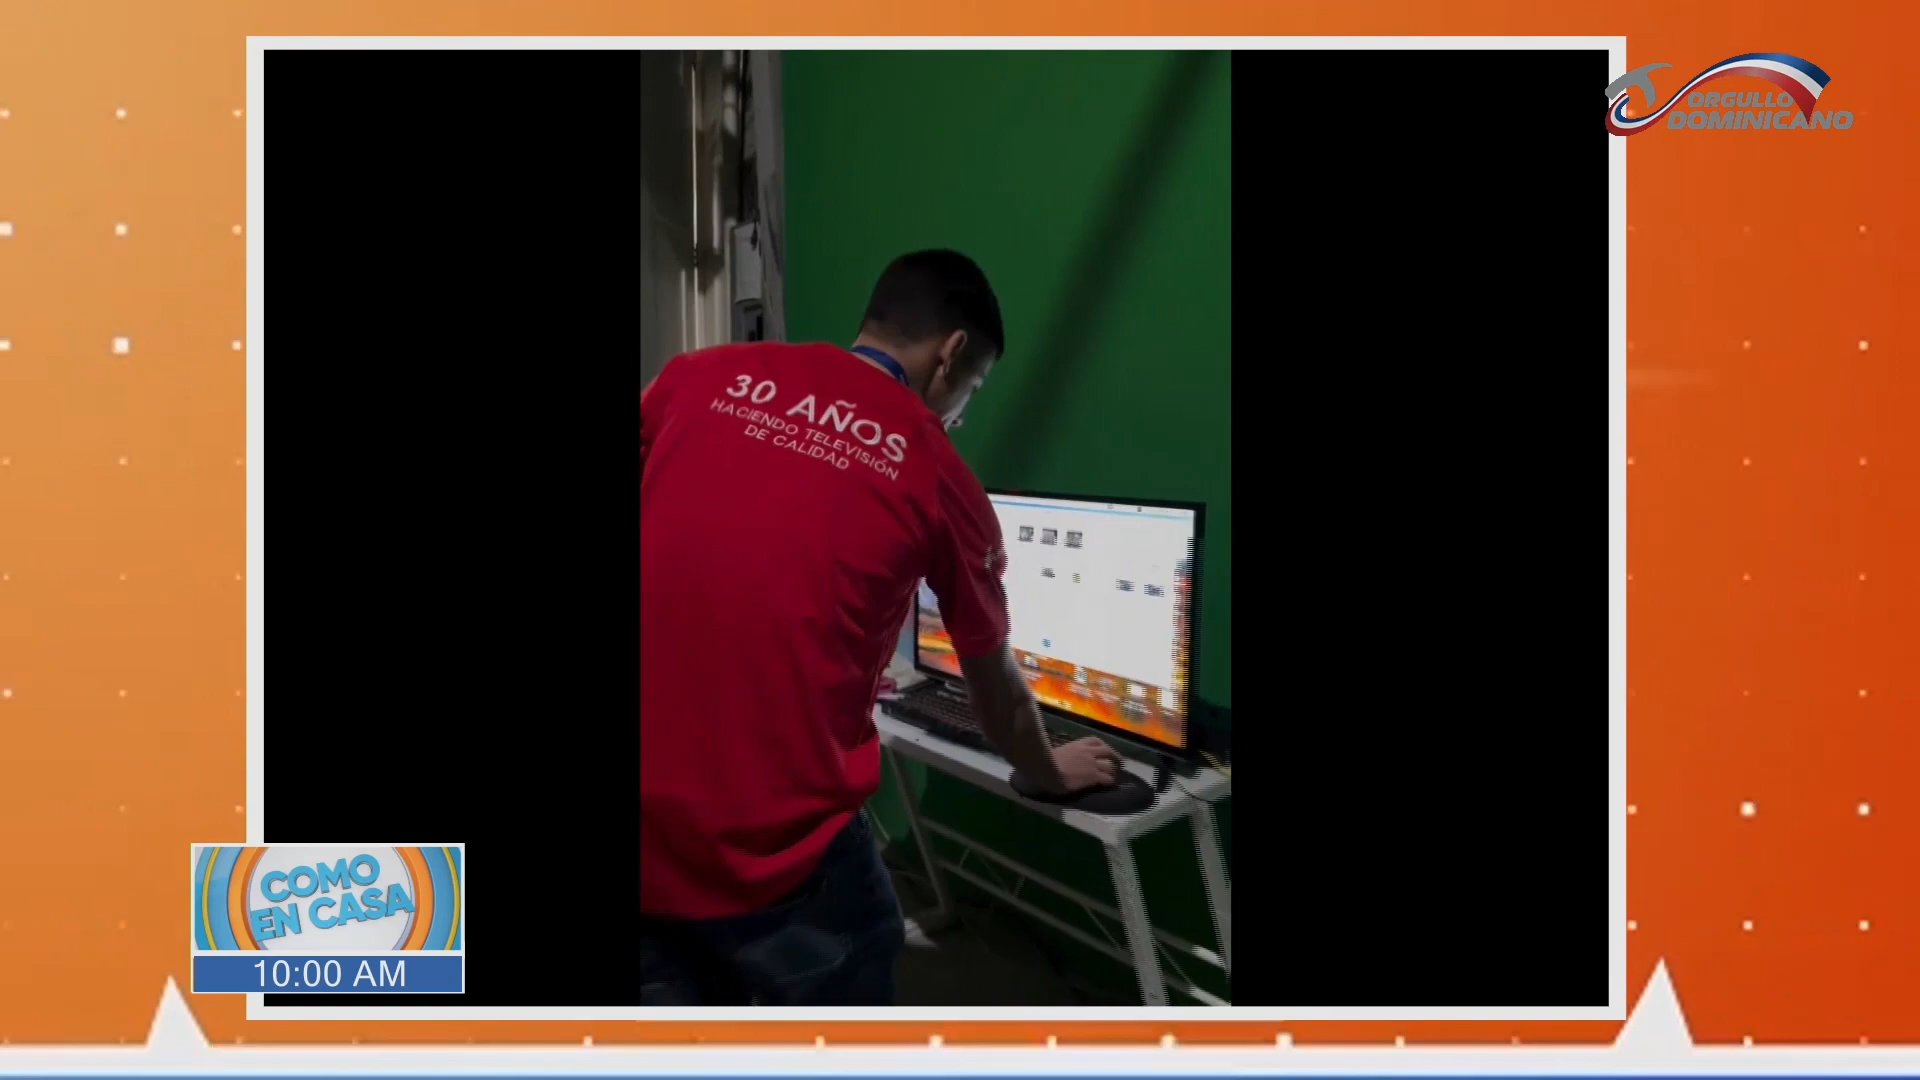 ORGULLO
DOMINICANO
30 AÑOS
HACIENDO TELEVISIÓN
DE CALIDAD
COMO
EN CASA
10:00 AM